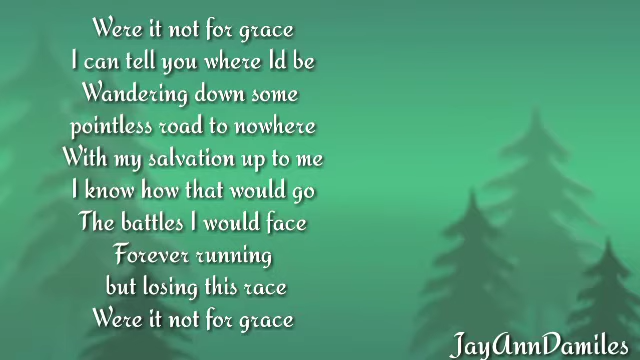 Were it not for grace
I can tell you where Id be
Wandering down some
pointless road to nowhere
With my salvation up to me
I know how that would go
The battles I would face
Forever running
but losing this race
Were it not for grace
JayAnnDamiles